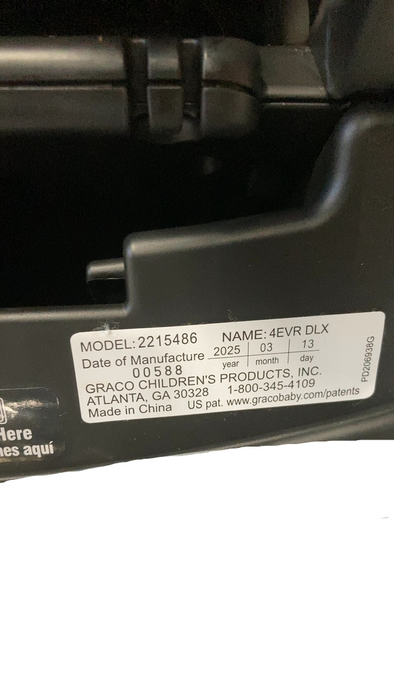 MODEL: 2215486 NAME: 4EVR DLX
Date of Manufacture 2025 03 13
year month day
00588
GRACO CHILDREN'S PRODUCTS, INC.
ATLANTA, GA 30328 1-800-345-4109
Made in China US pat. www.gracobaby.com/patents
PD206938G
Here
nes aquí